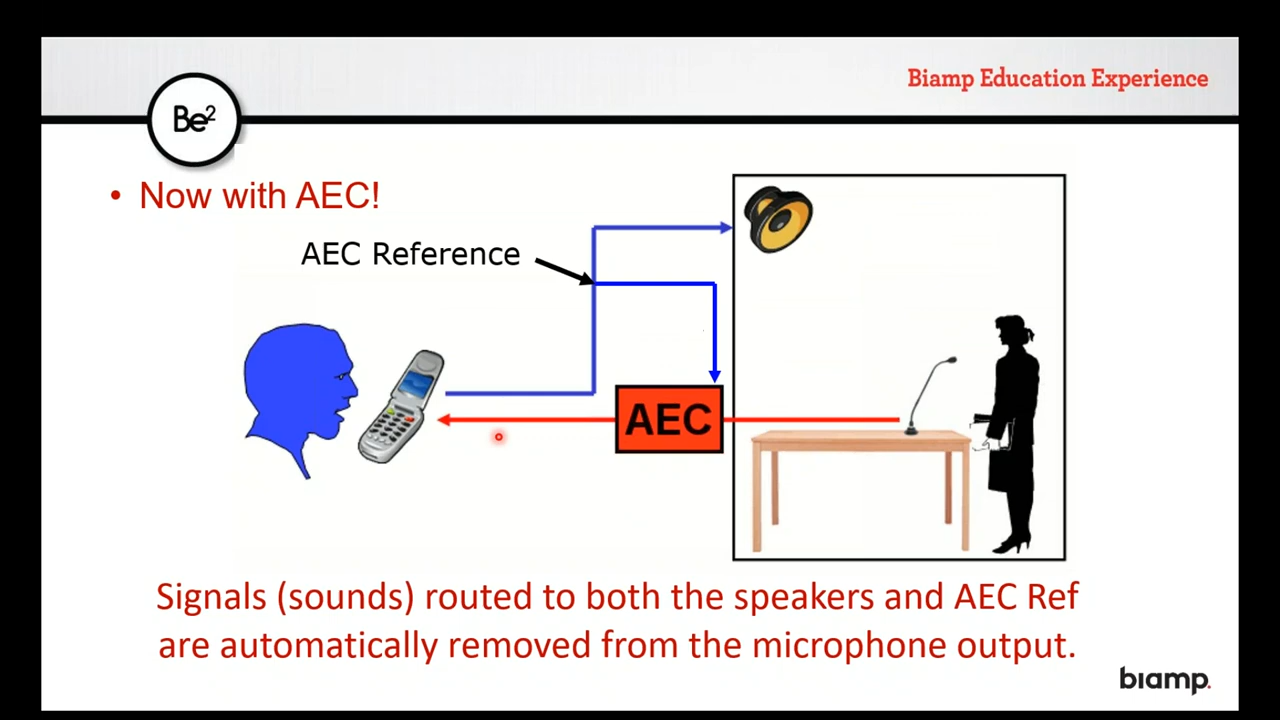 Biamp Education Experience
Be²
• Now with AEC!
AEC Reference
AEC
Signals (sounds) routed to both the speakers and AEC Ref
are automatically removed from the microphone output.
biamp.